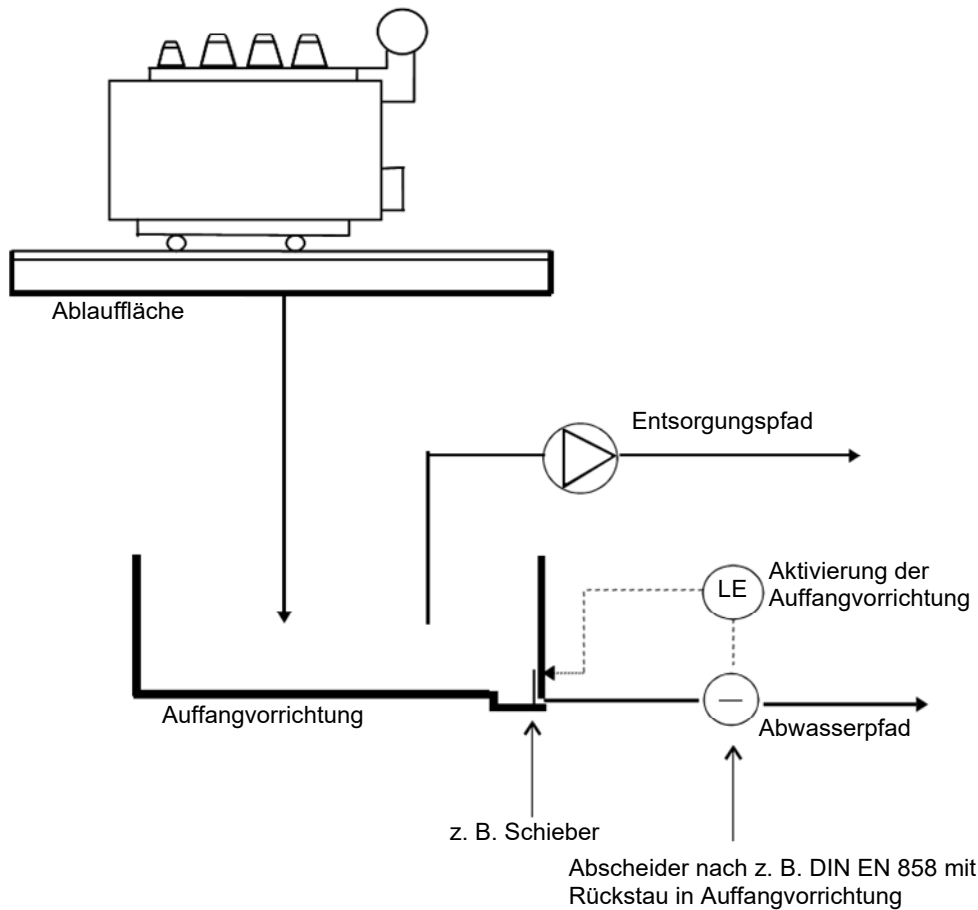 Ablauffläche
Entsorgungspfad
LE
Aktivierung der
Auffangvorrichtung
Auffangvorrichtung
Abwasserpfad
z. B. Schieber
Abscheider nach z. B. DIN EN 858 mit
Rückstau in Auffangvorrichtung